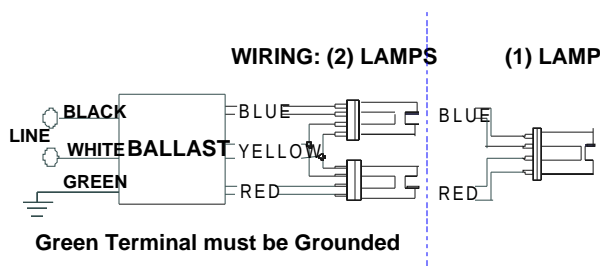 WIRING: (2) LAMPS
(1) LAMP
BLACK
BLUE
BLUE
LINE
WHITE
BALLAST
YELLOW
GREEN
RED
RED
Green Terminal must be Grounded